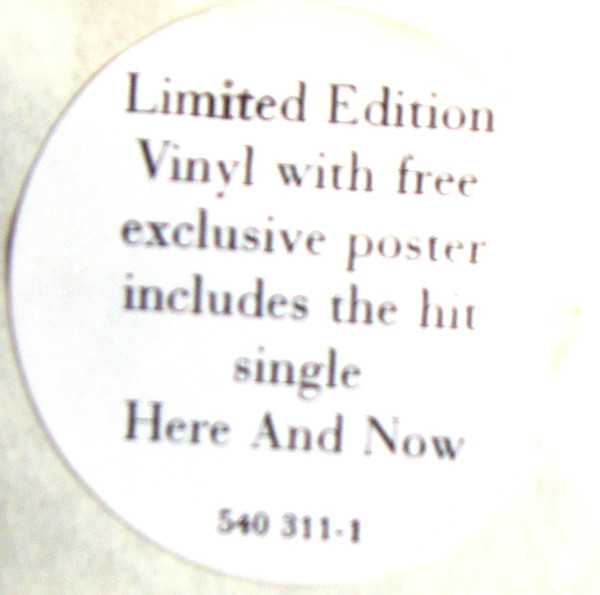 Limited Edition
Vinyl with free
exclusive poster
includes the hit
single
Here And Now
540 311-1